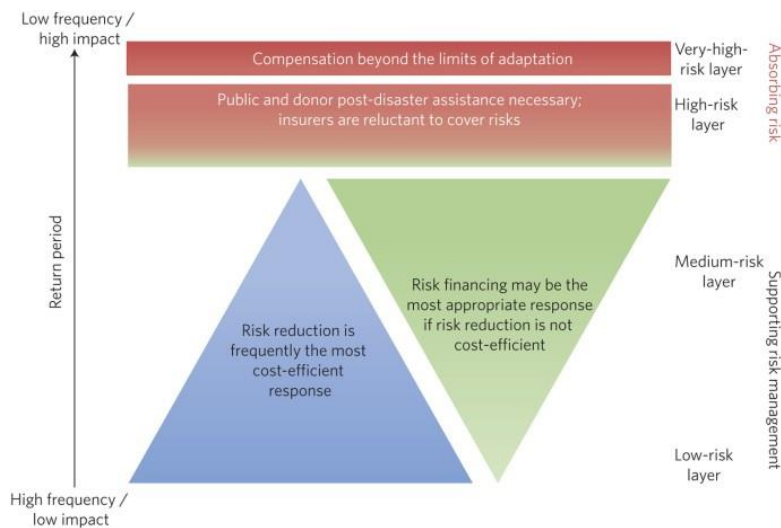 Low frequency /
high impact
Compensation beyond the limits of adaptation
Very-high-
risk layer
Public and donor post-disaster assistance necessary;
insurers are reluctant to cover risks
High-risk
layer
Absorbing risk
Return period
Risk reduction is
frequently the most
cost-efficient
response
Risk financing may be the
most appropriate response
if risk reduction is not
cost-efficient
Medium-risk
layer
Low-risk
layer
Supporting risk management
High frequency /
low impact